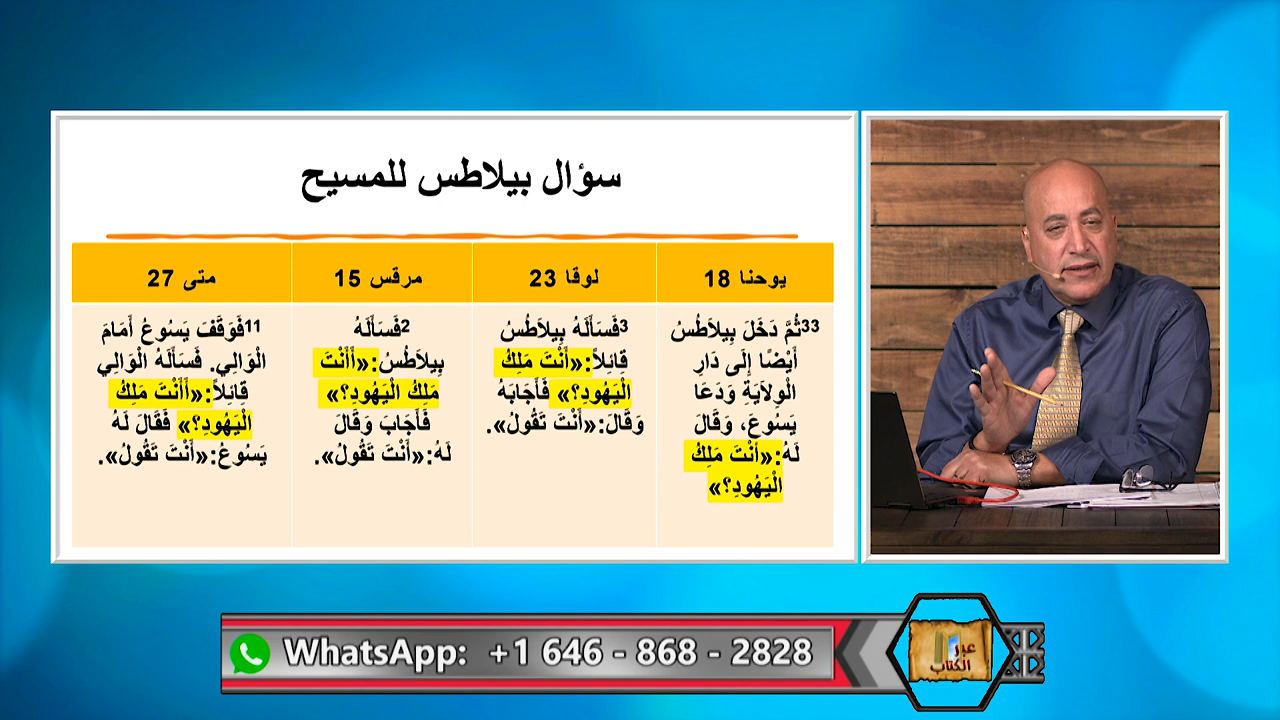 سؤال بيلاطس للمسيح
يوحنا 18
33ثُمَّ دَخَلَ بِيلاَطُسُ
أَيْضًا إِلَى دَارِ
الْوِلاَيَةِ وَدَعَا
يَسُوعَ، وَقَالَ
لَهُ:«أَنْتَ مَلِكُ
الْيَهُودِ؟»
لوقا 23
3فَسَأَلَهُ بِيلاَطُسُ
قِائِلاً:«أَنْتَ مَلِكُ
الْيَهُودِ؟» فَأَجَابَهُ
وَقَالَ:«أَنْتَ تَقُولُ».
مرقس 15
2فَسَأَلَهُ
بِيلاَطُسُ:«أَأَنْتَ
مَلِكُ الْيَهُودِ؟»
فَأَجَابَ وَقَالَ
لَهُ:«أَنْتَ تَقُولُ».
متى 27
11فَوَقَفَ يَسُوعُ أَمَامَ
الْوَالِي. فَسَأَلَهُ الْوَالِي
قِائِلاً:«أَأَنْتَ مَلِكُ
الْيَهُودِ؟» فَقَالَ لَهُ
يَسُوعُ:«أَنْتَ تَقُولُ».
WhatsApp: +1 646 - 868 - 2828
عبر
الكتاب